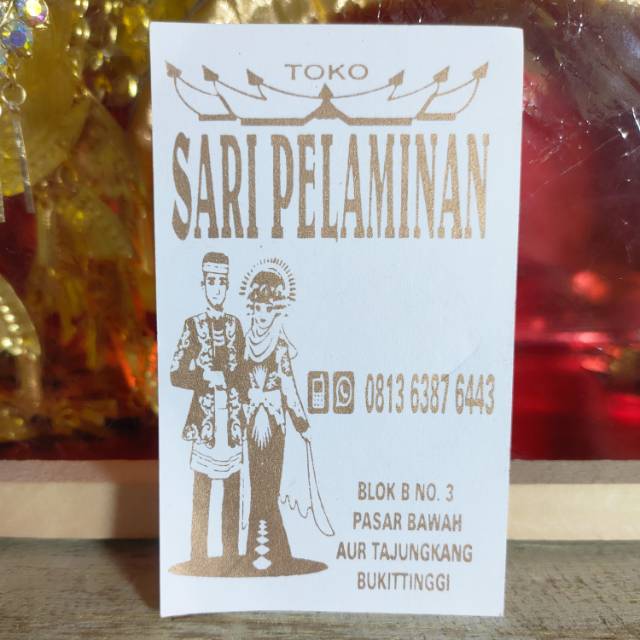 TOKO
SARI PELAMINAN
0813 6387 6443
BLOK B NO. 3
PASAR BAWAH
AUR TAJUNGKANG
BUKITTINGGI